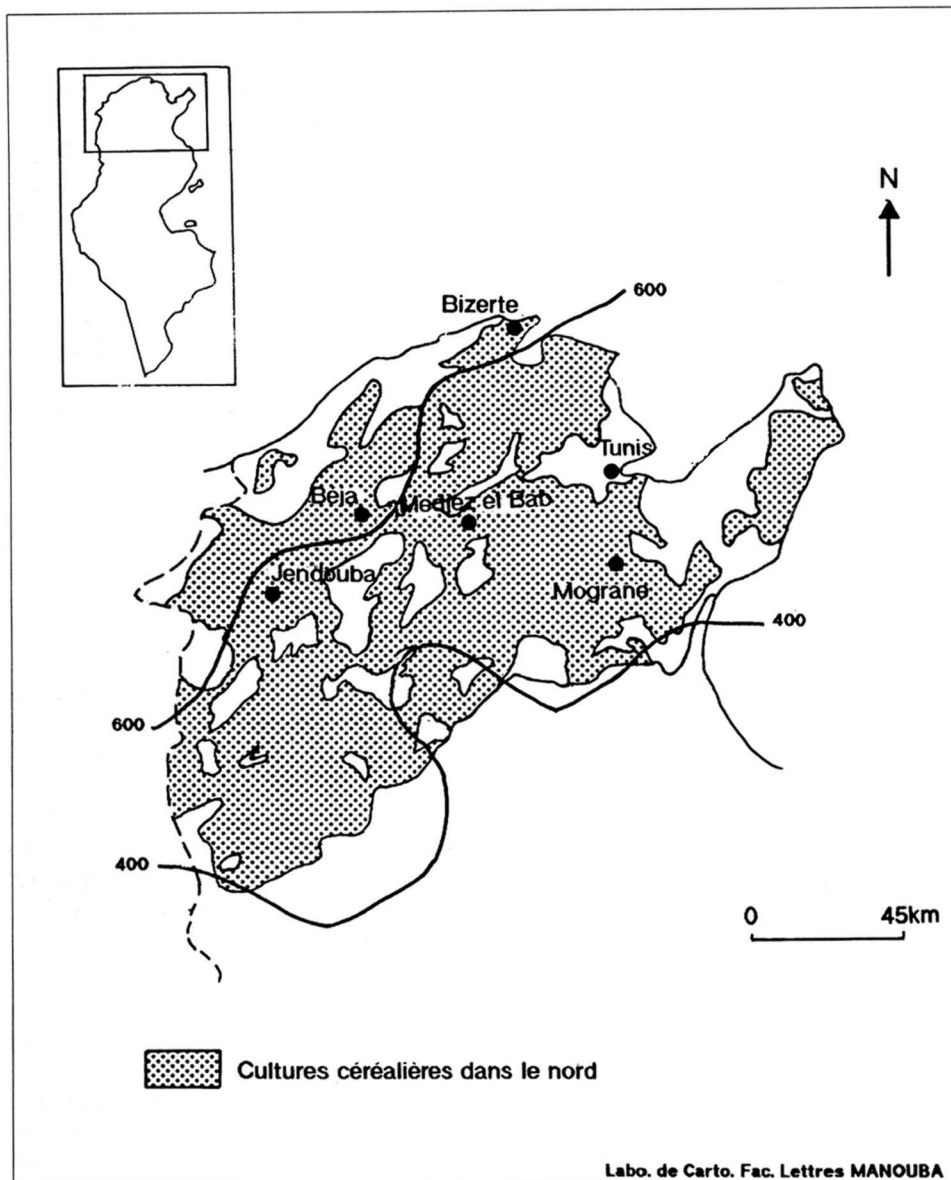 N
600
Bizerte
Tunis
Béja
Medjez el Bab
Jendouba
Mograne
400
600
400
0 45km
Cultures céréalières dans le nord
Labo. de Carto. Fac. Lettres MANOUBA